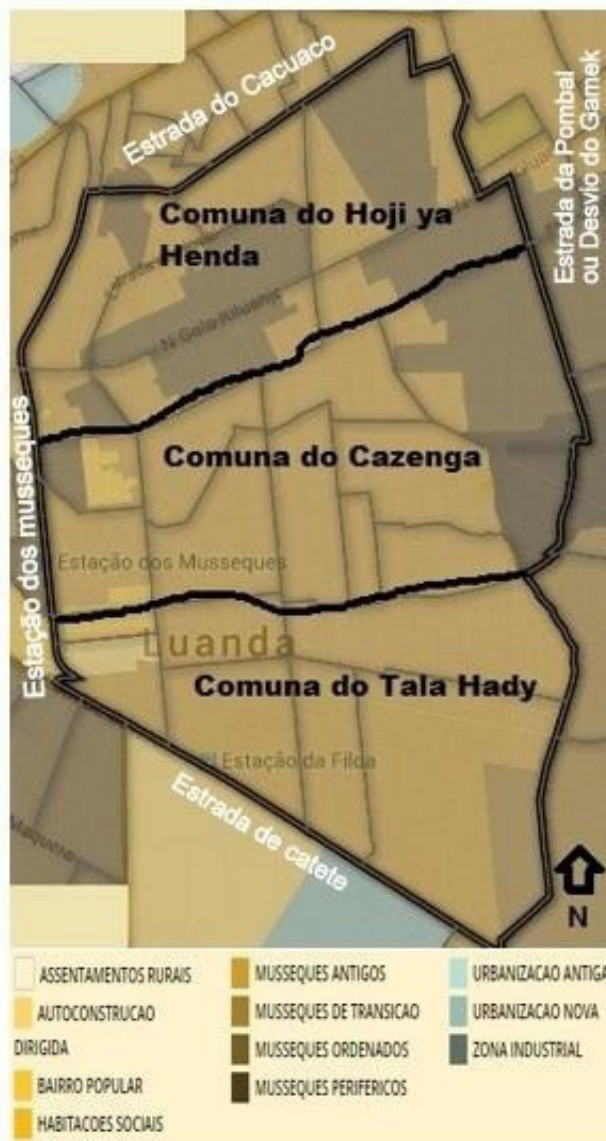 Estrada do Cacuaco
Estrada da Pombal
ou Desvio do Gamek
Comuna do Hoji ya
Henda
N'Gola Kiluanje
Estação dos musseques
Comuna do Cazenga
Estação dos Musseques
Luanda
Comuna do Tala Hady
Estação da Filda
Estrada de catete
N
ASSENTAMENTOS RURAIS
AUTOCONSTRUCAO
DIRIGIDA
BAIRRO POPULAR
HABITACOES SOCIAIS
MUSSEQUES ANTIGOS
MUSSEQUES DE TRANSICAO
MUSSEQUES ORDENADOS
MUSSEQUES PERIFERICOS
URBANIZACAO ANTIGA
URBANIZACAO NOVA
ZONA INDUSTRIAL